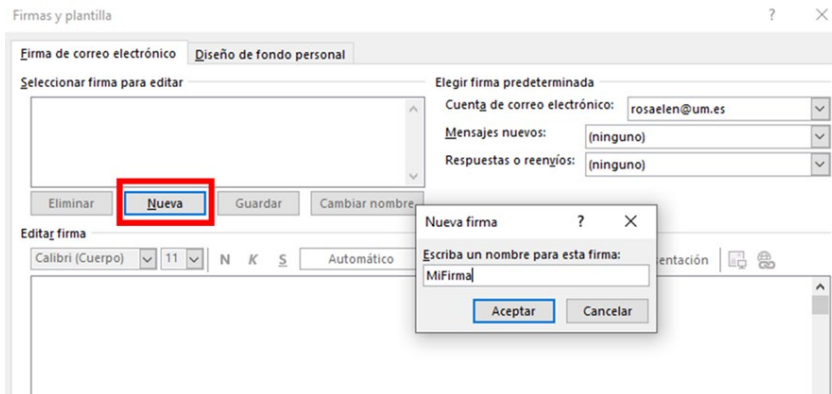 Firmas y plantilla ?
Firma de correo electrónico Diseño de fondo personal
Seleccionar firma para editar
Elegir firma predeterminada
Cuenta de correo electrónico: rosaelen@um.es
Mensajes nuevos: (ninguno)
Respuestas o reenvíos: (ninguno)
Eliminar Nueva Guardar Cambiar nombre
Nueva firma ?
Escriba un nombre para esta firma:
MiFirma
Aceptar Cancelar
Editar firma
Calibri (Cuerpo) 11 N K S Automático entación